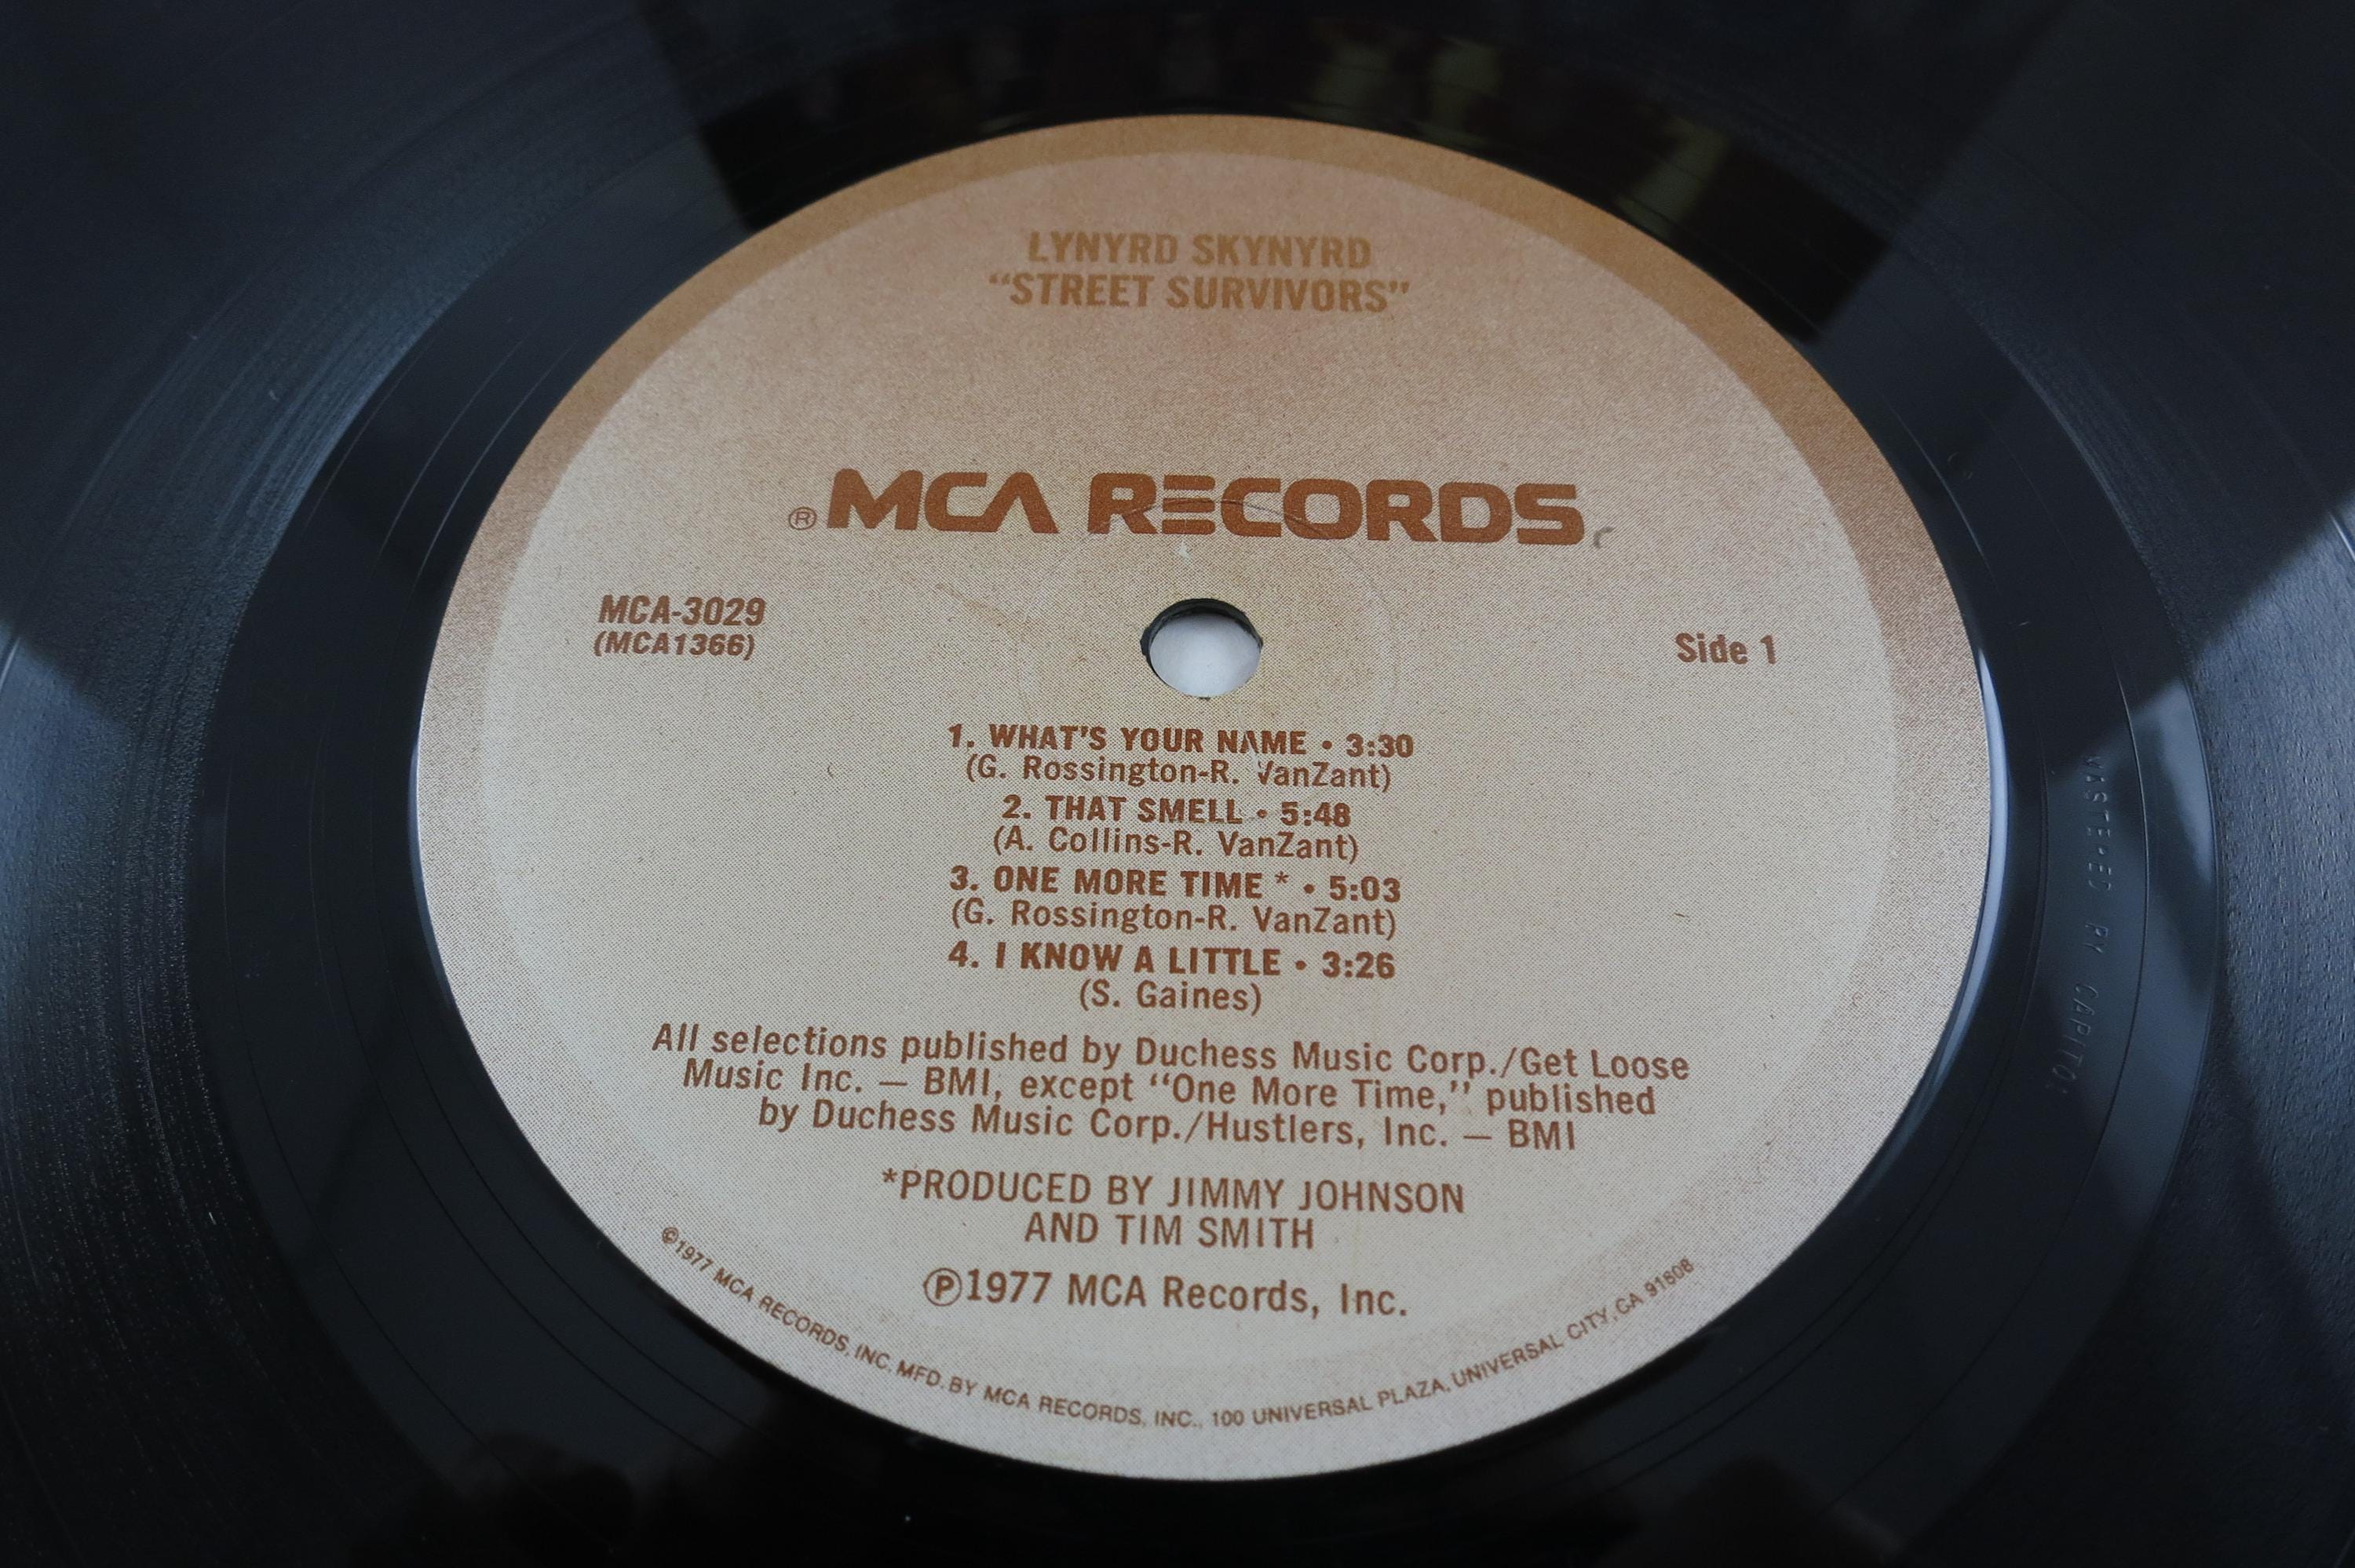 LYNYRD SKYNYRD
“STREET SURVIVORS”
® MCA RECORDS
MCA-3029
(MCA1366)
Side 1
1. WHAT'S YOUR NAME • 3:30
(G. Rossington-R. VanZant)
2. THAT SMELL • 5:48
(A. Collins-R. VanZant)
3. ONE MORE TIME * • 5:03
(G. Rossington-R. VanZant)
4. I KNOW A LITTLE • 3:26
(S. Gaines)
All selections published by Duchess Music Corp./Get Loose
Music Inc. — BMI, except “One More Time,” published
by Duchess Music Corp./Hustlers, Inc. — BMI
*PRODUCED BY JIMMY JOHNSON
AND TIM SMITH
Ⓟ1977 MCA Records, Inc.
©1977 MCA RECORDS, INC. MFD. BY MCA RECORDS, INC., 100 UNIVERSAL PLAZA, UNIVERSAL CITY, CA 91608
MASTERED BY CAPITOL